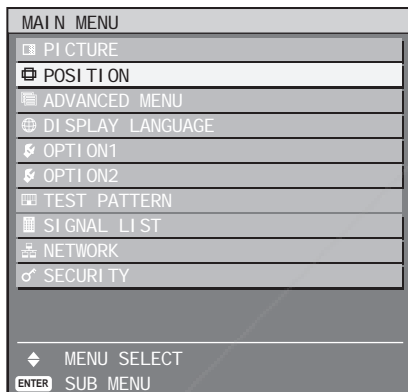 MAIN MENU
PICTURE
POSITION
ADVANCED MENU
DISPLAY LANGUAGE
OPTION1
OPTION2
TEST PATTERN
SIGNAL LIST
NETWORK
SECURITY
MENU SELECT
ENTER SUB MENU